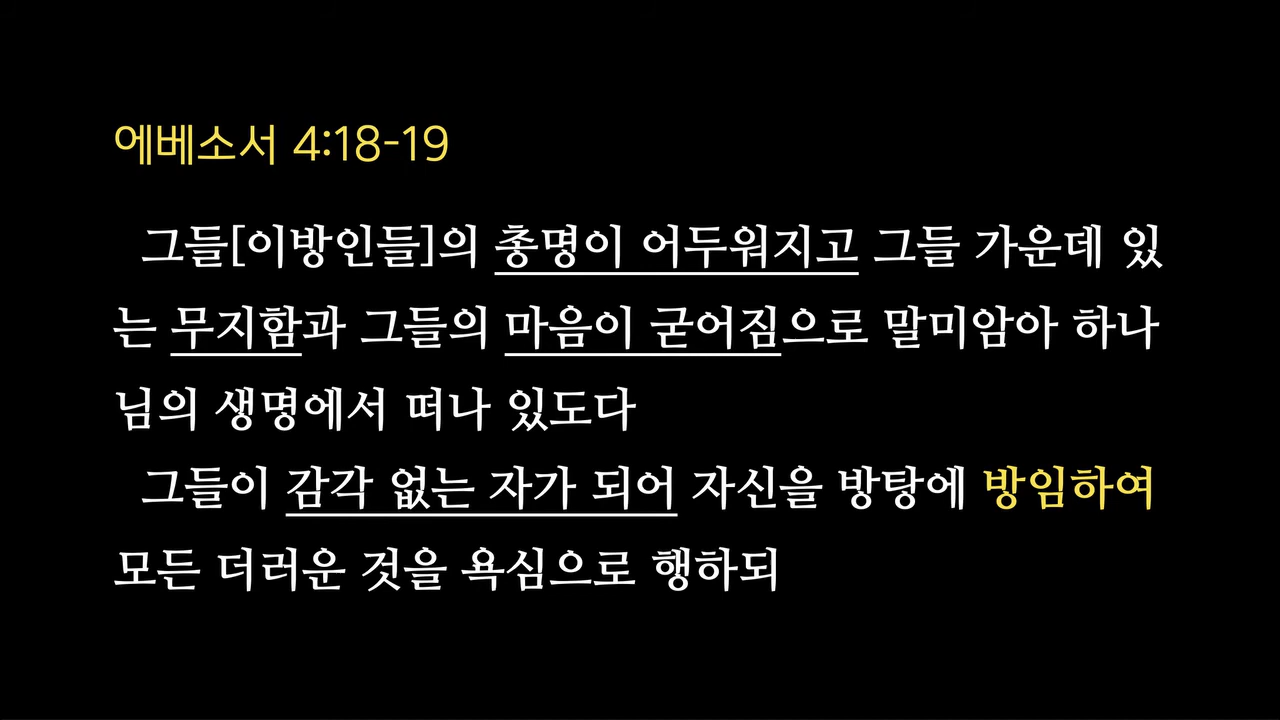 에베소서 4:18-19
그들[이방인들]의 총명이 어두워지고 그들 가운데 있
는 무지함과 그들의 마음이 굳어짐으로 말미암아 하나
님의 생명에서 떠나 있도다
그들이 감각 없는 자가 되어 자신을 방탕에 방임하여
모든 더러운 것을 욕심으로 행하되